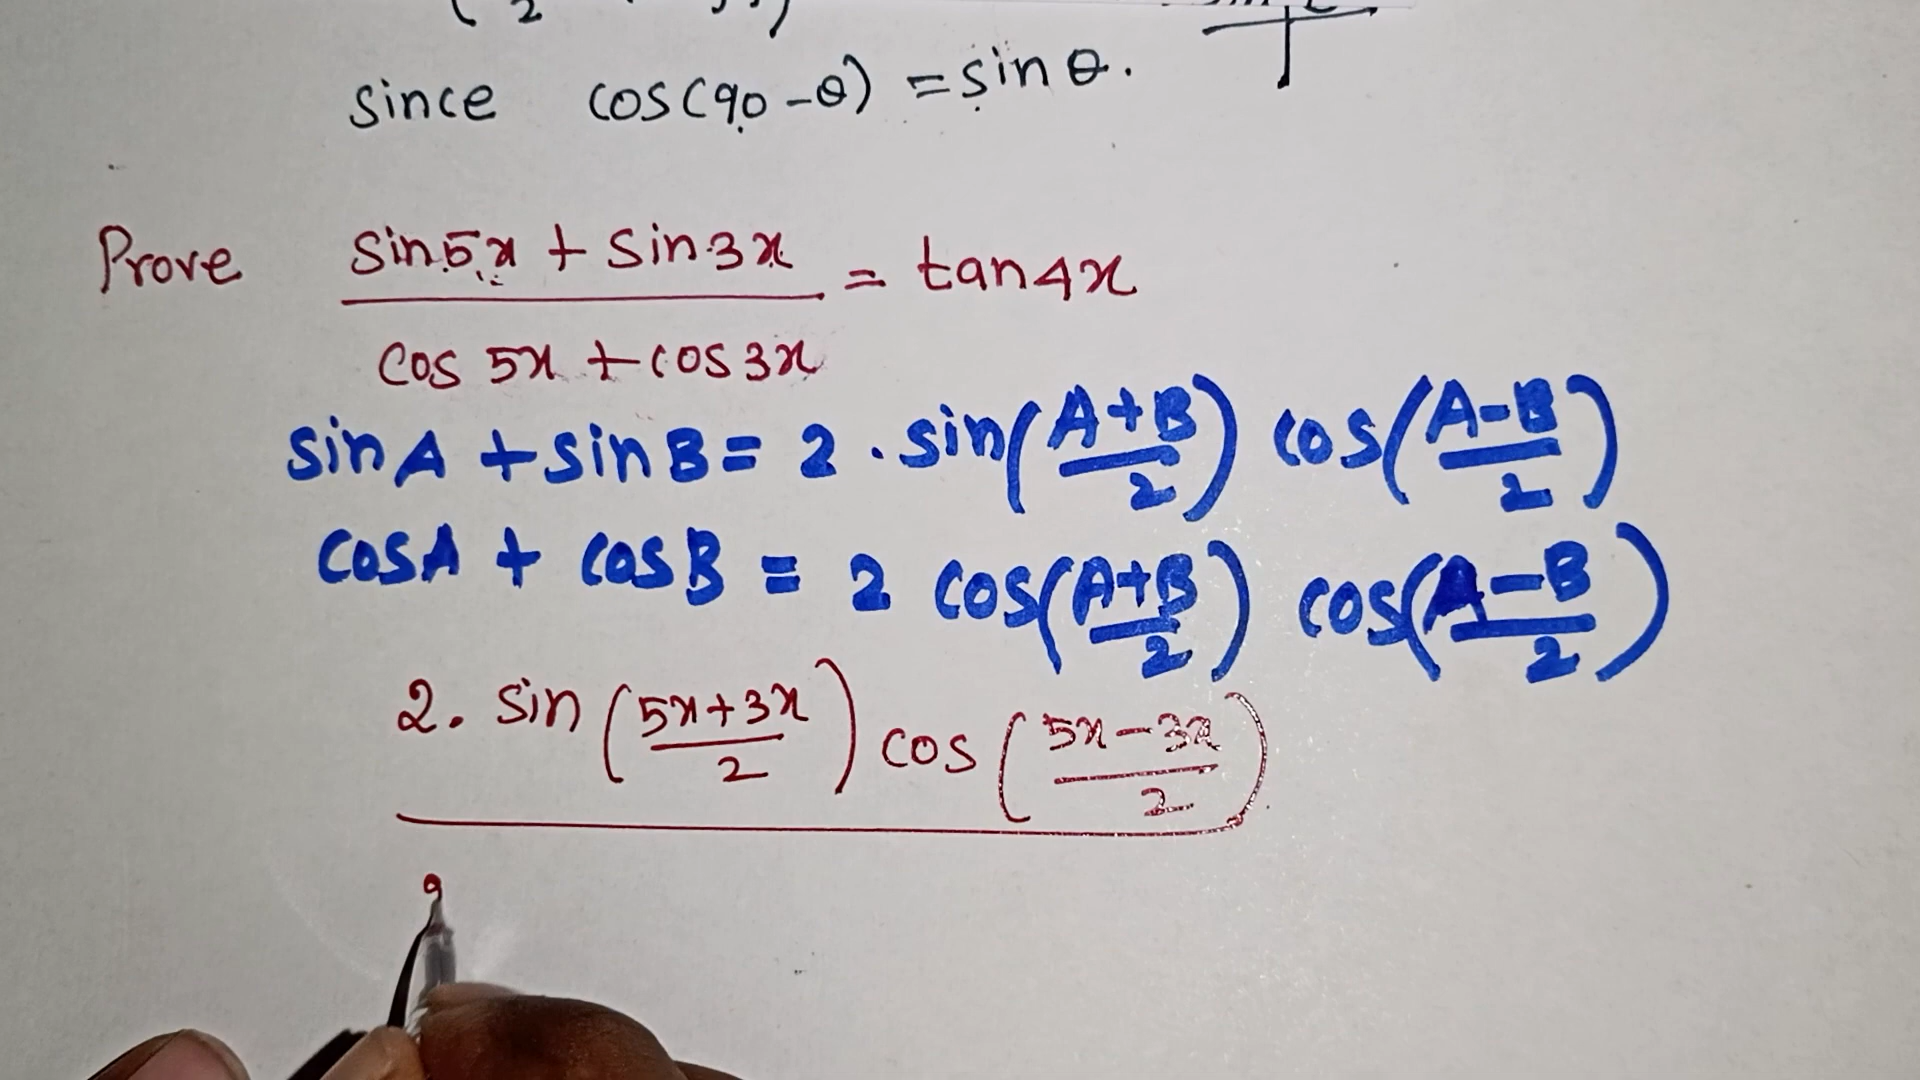 since cos(90-θ) = sinθ.
Prove sin5x + sin3x / cos5x + cos3x = tan4x
sinA + sinB = 2. sin(A+B/2) cos(A-B/2)
cosA + cosB = 2 cos(A+B/2) cos(A-B/2)
2. sin(5x+3x/2) cos(5x-3x/2)